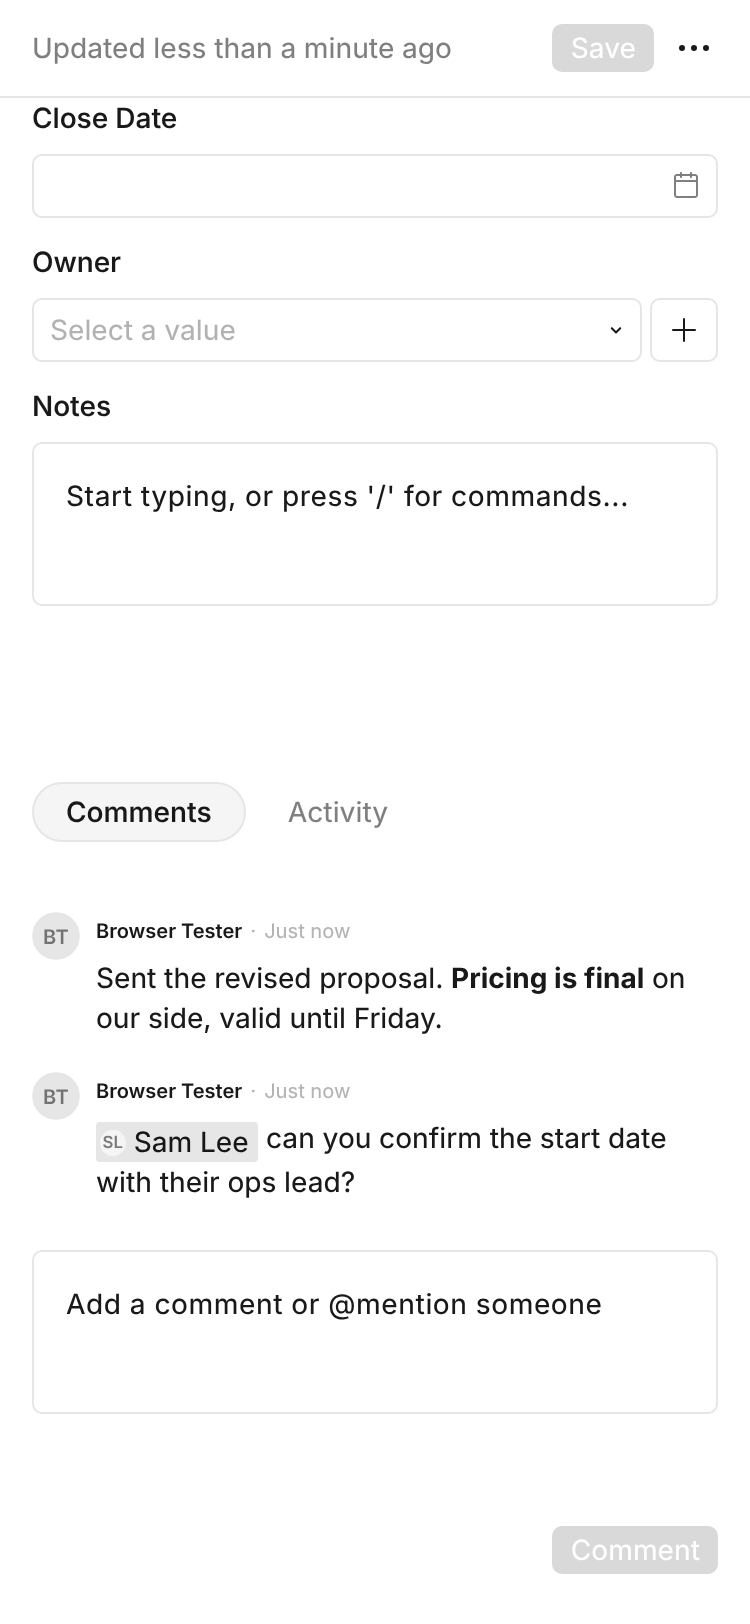 Updated less than a minute ago
Save
Close Date
Owner
Select a value
Notes
Start typing, or press '/' for commands...
Comments
Activity
BT
Browser Tester · Just now
Sent the revised proposal. Pricing is final on
our side, valid until Friday.
BT
Browser Tester · Just now
SL Sam Lee can you confirm the start date
with their ops lead?
Add a comment or @mention someone
Comment